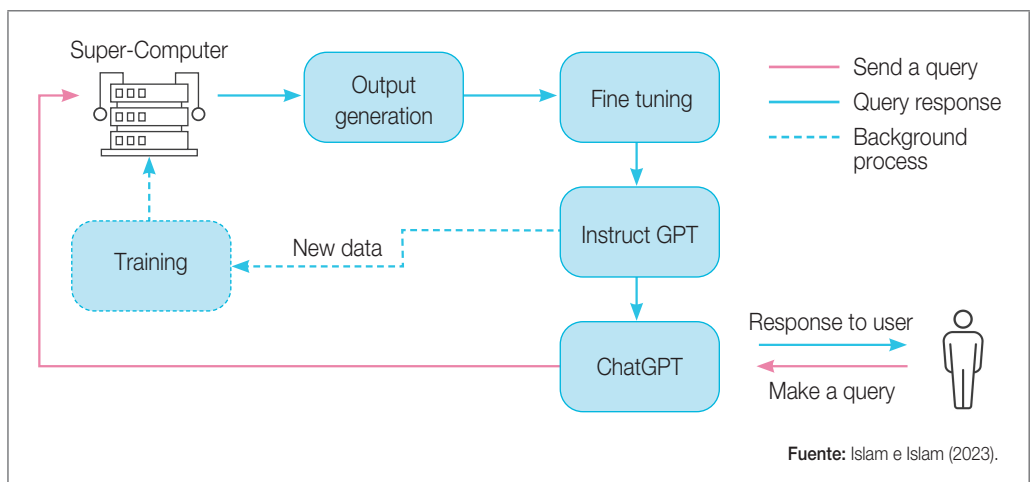 Super-Computer
Output
generation
Fine tuning
Send a query
Query response
Background
process
Training
New data
Instruct GPT
ChatGPT
Response to user
Make a query
Fuente: Islam e Islam (2023).